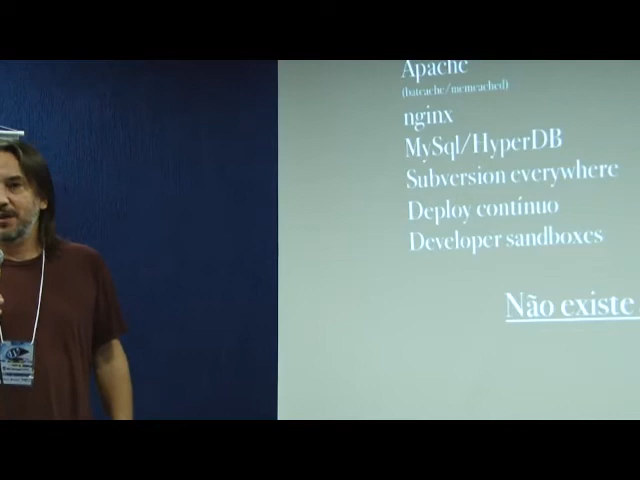 Apache
(batcache/memcached)
nginx
MySql/HyperDB
Subversion everywhere
Deploy contínuo
Developer sandboxes
Não existe